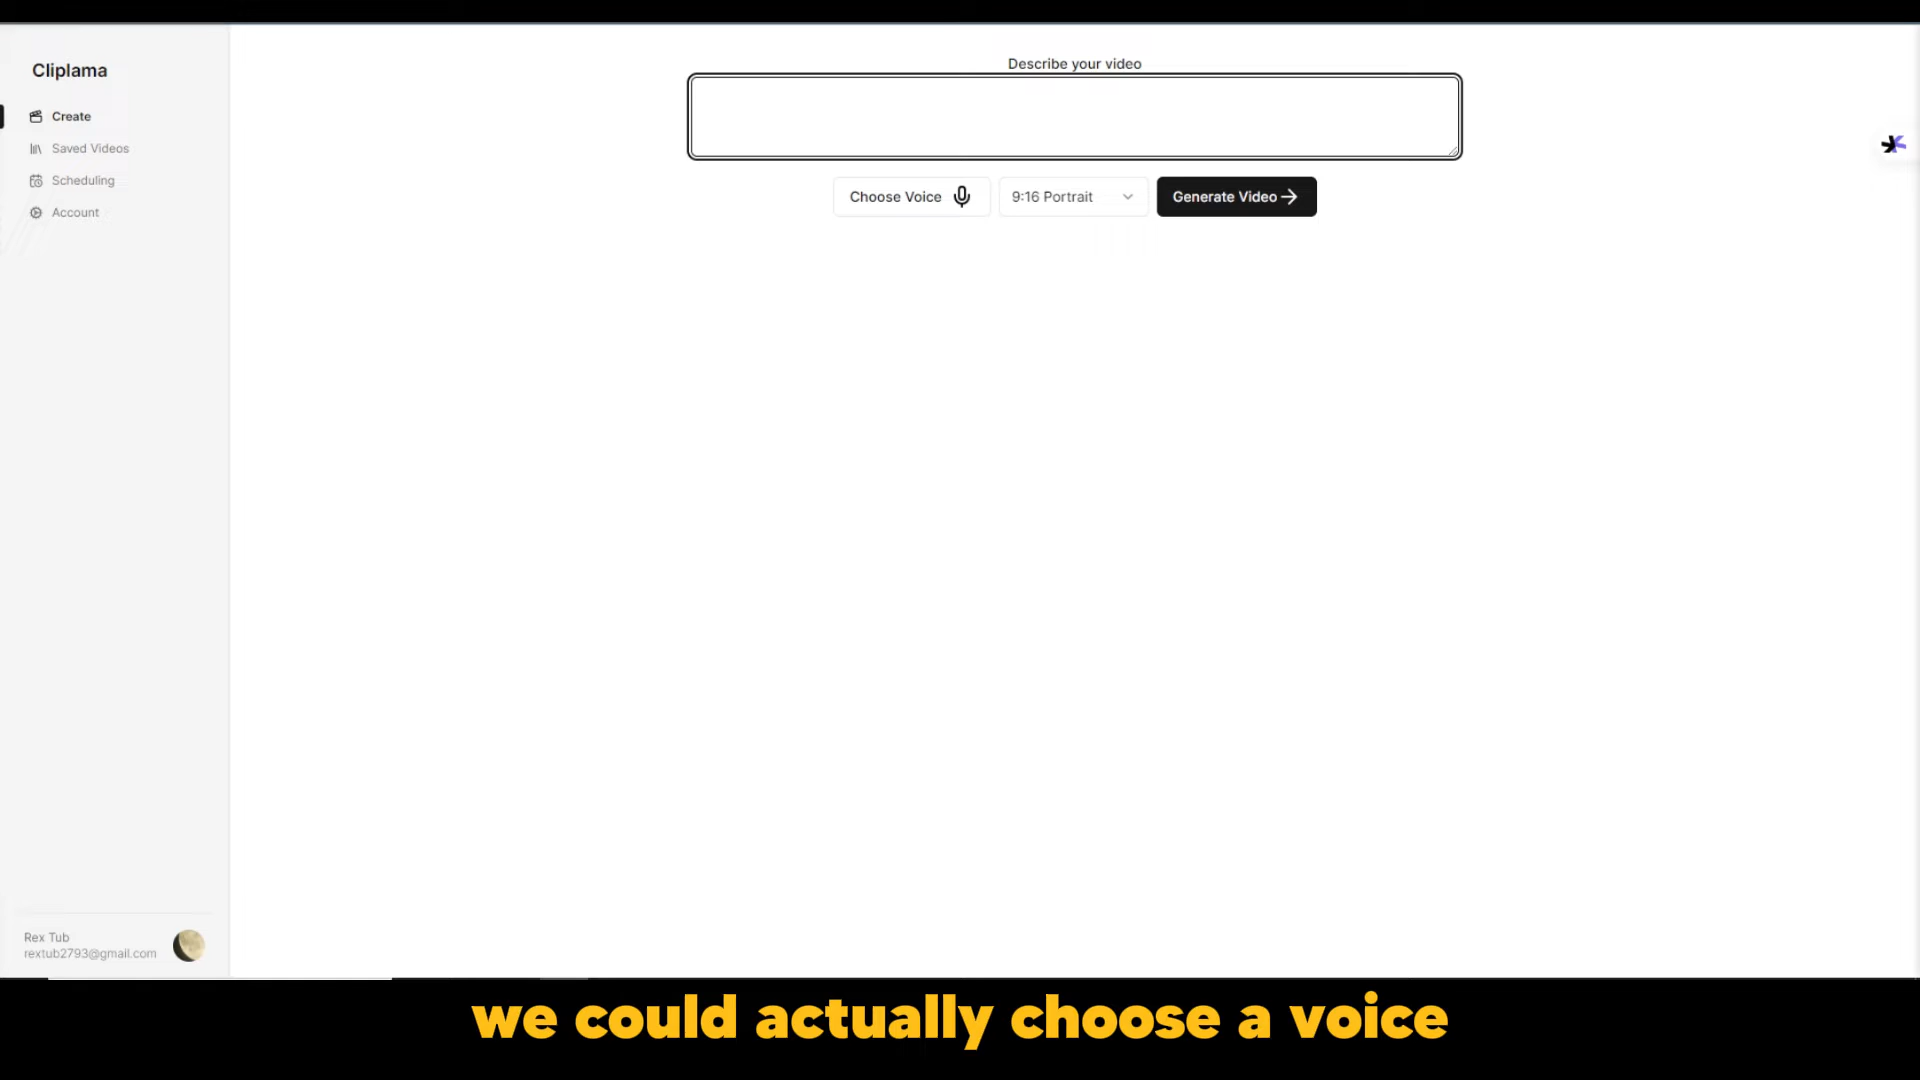 Cliplama
Create
Saved Videos
Scheduling
Account
Describe your video
Choose Voice
9:16 Portrait
Generate Video
Rex Tub
rextub2793@gmail.com
we could actually choose a voice